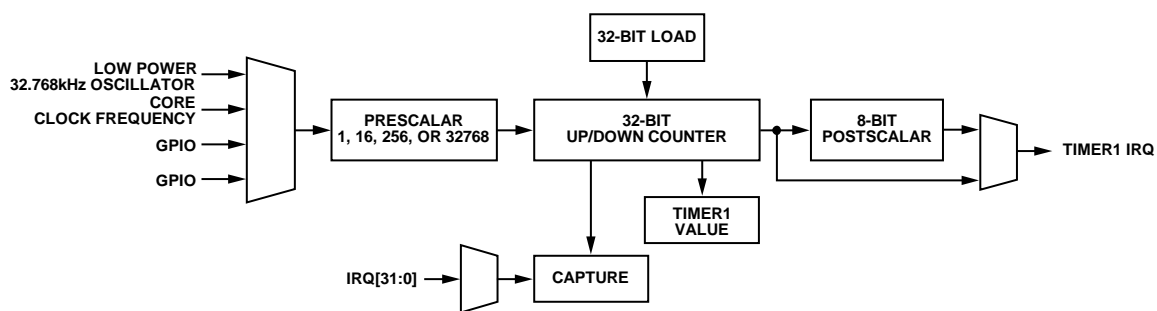 32-BIT LOAD
LOW POWER
32.768kHz OSCILLATOR
CORE
CLOCK FREQUENCY
GPIO
GPIO
PRESCALAR
1, 16, 256, OR 32768
32-BIT
UP/DOWN COUNTER
8-BIT
POSTSCALAR
TIMER1 IRQ
TIMER1
VALUE
IRQ[31:0]
CAPTURE